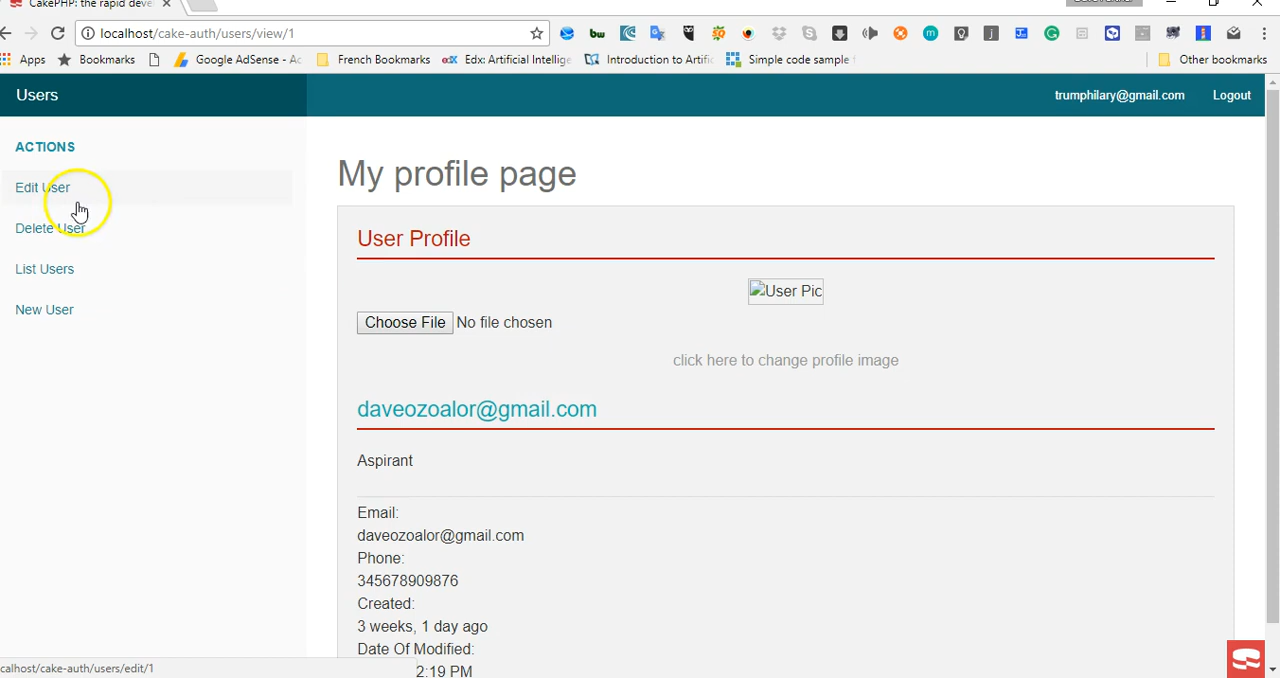 CakePHP: the rapid deve
localhost/cake-auth/users/view/1
Apps Bookmarks Google AdSense - Ac French Bookmarks Edx: Artificial Intellige Introduction to Artifi Simple code sample Other bookmarks
Users trumphilary@gmail.com Logout
ACTIONS
Edit User
Delete User
List Users
New User
My profile page
User Profile
User Pic
Choose File No file chosen
click here to change profile image
daveozoalor@gmail.com
Aspirant
Email:
daveozoalor@gmail.com
Phone:
345678909876
Created:
3 weeks, 1 day ago
Date Of Modified:
2:19 PM
calhost/cake-auth/users/edit/1